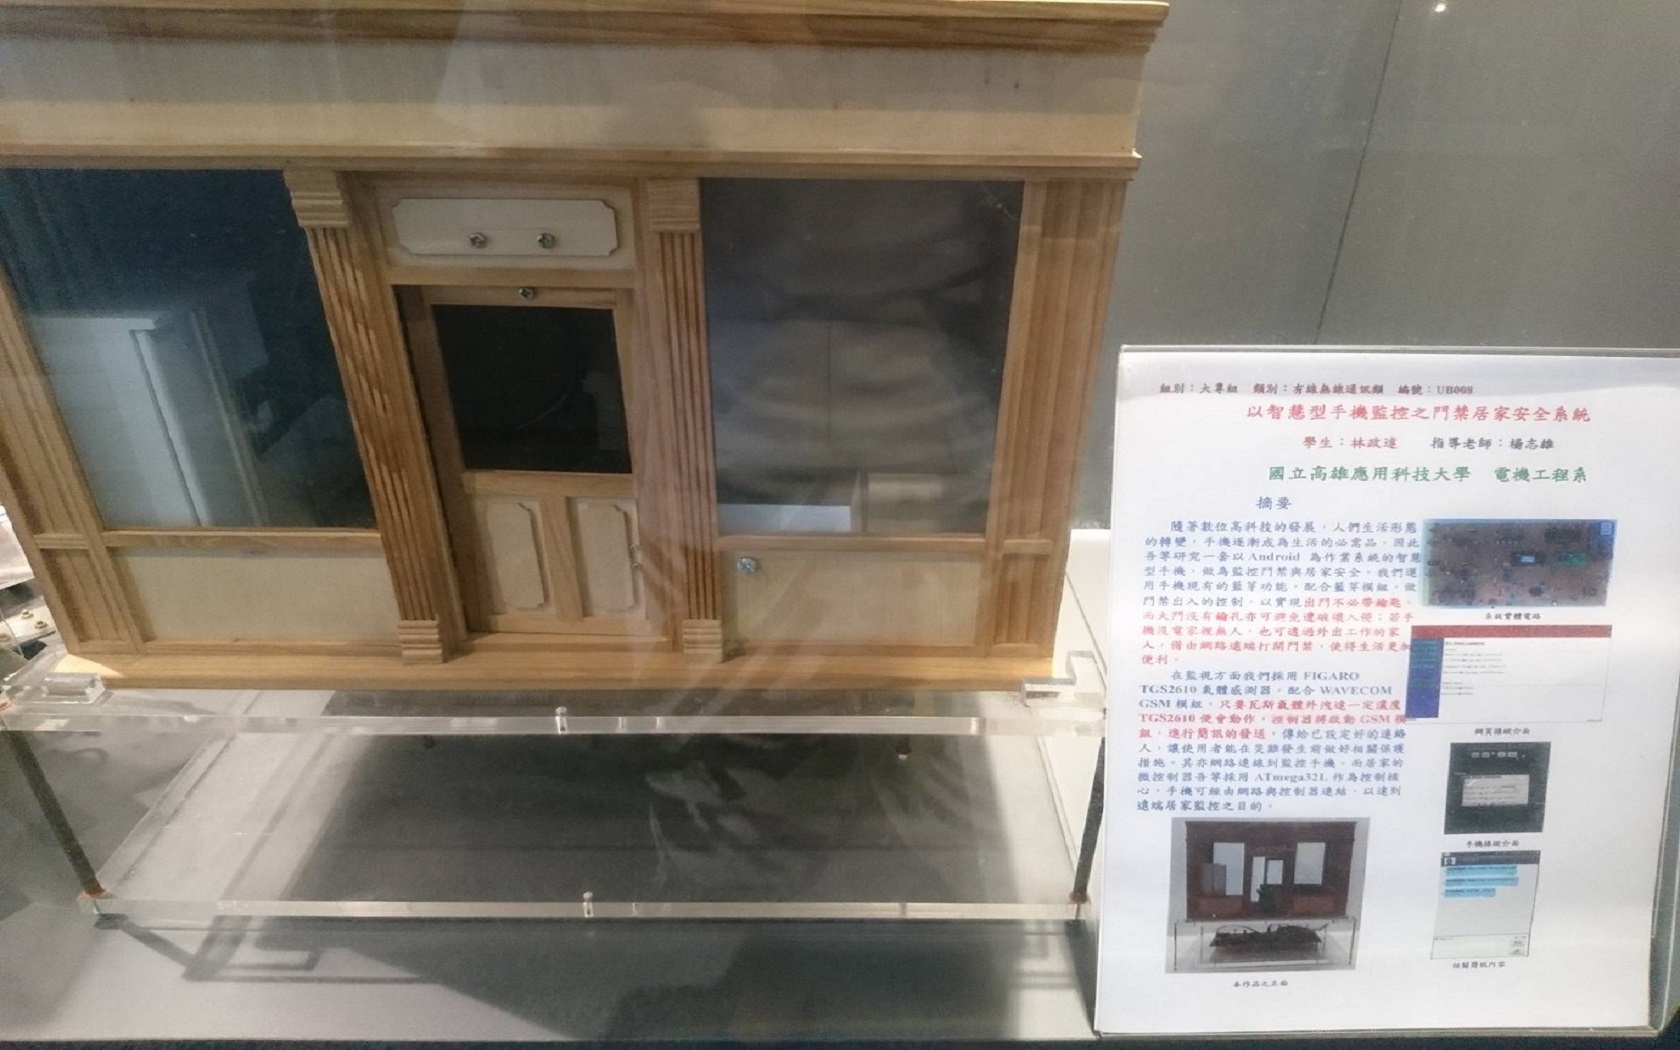 組別：大專組 類別：有線無線通訊類 編號：UB008
以智慧型手機監控之門禁居家安全系統
學生：林政遠 指導老師：楊志雄
國立高雄應用科技大學 電機工程系
摘要
隨著數位高科技的發展，人們生活形態
的轉變，手機逐漸成為生活的必需品，因此
吾等研究一套以 Android 為作業系統的智慧
型手機，做為監控門禁與居家安全。我們運
用手機現有的藍芽功能，配合藍芽模組，做
門禁出入的控制，以實現出門不必帶鑰匙，
而大門沒有鑰孔亦可避免遭破壞入侵；若手
機沒電家裡無人，也可透過外出工作的家
人，借由網路遠端打開門禁，使得生活更加
便利。
在監視方面我們採用 FIGARO
TGS2610 氣體感測器，配合 WAVECOM
GSM 模組，只要瓦斯氣體外洩達一定濃度
TGS2610 便會動作，控制器將啟動 GSM 模
組，進行簡訊的發送，傳給已設定好的連絡
人，讓使用者能在災難發生前做好相關保護
措施。其亦網路連線到監控手機，而居家的
微控制器吾等採用 ATmega32L 作為控制核
心，手機可經由網路與控制器連結，以達到
遠端居家監控之目的。
系統實體電路
網頁操縱介面
手機操縱介面
簡訊內容
本作品之正面